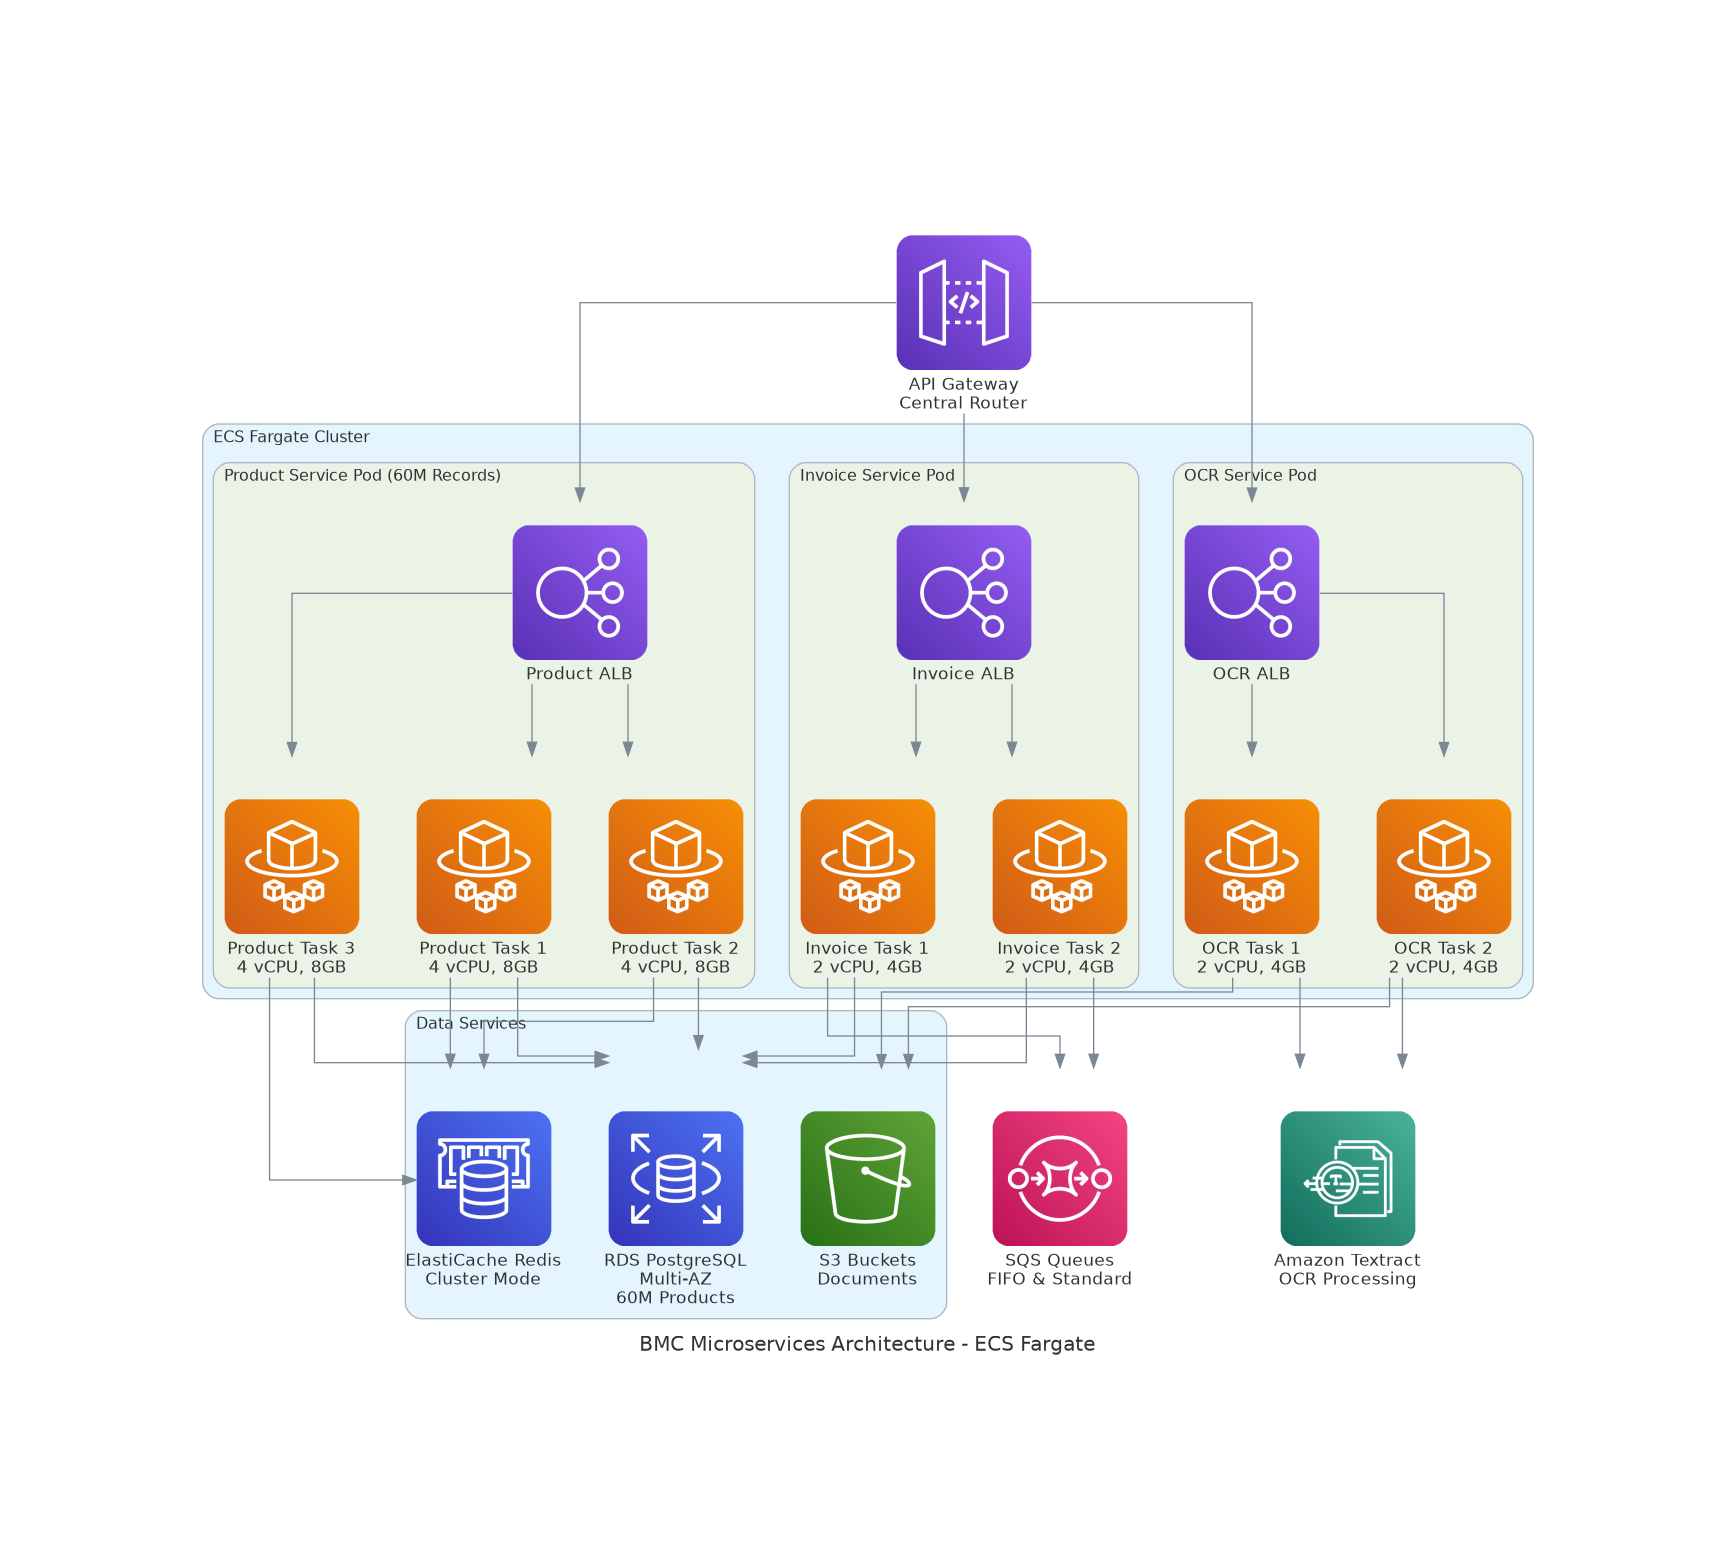 API Gateway
Central Router
ECS Fargate Cluster
Product Service Pod (60M Records)
Invoice Service Pod
OCR Service Pod
Product ALB
Invoice ALB
OCR ALB
Product Task 3
4 vCPU, 8GB
Product Task 1
4 vCPU, 8GB
Product Task 2
4 vCPU, 8GB
Invoice Task 1
2 vCPU, 4GB
Invoice Task 2
2 vCPU, 4GB
OCR Task 1
2 vCPU, 4GB
OCR Task 2
2 vCPU, 4GB
Data Services
ElastiCache Redis
Cluster Mode
RDS PostgreSQL
Multi-AZ
60M Products
S3 Buckets
Documents
SQS Queues
FIFO & Standard
Amazon Textract
OCR Processing
BMC Microservices Architecture - ECS Fargate